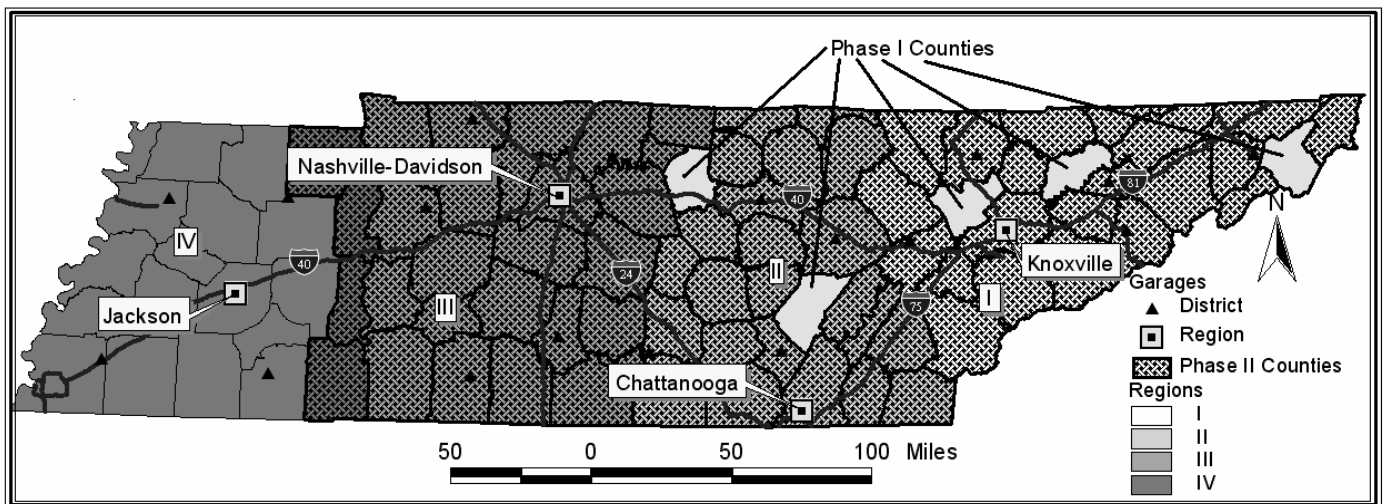 Phase I Counties
Nashville-Davidson
81
40
N
IV
II
Knoxville
40
24
I
75
III
Jackson
Chattanooga
Garages
District
Region
Phase II Counties
Regions
I
II
III
IV
50 0 50 100 Miles